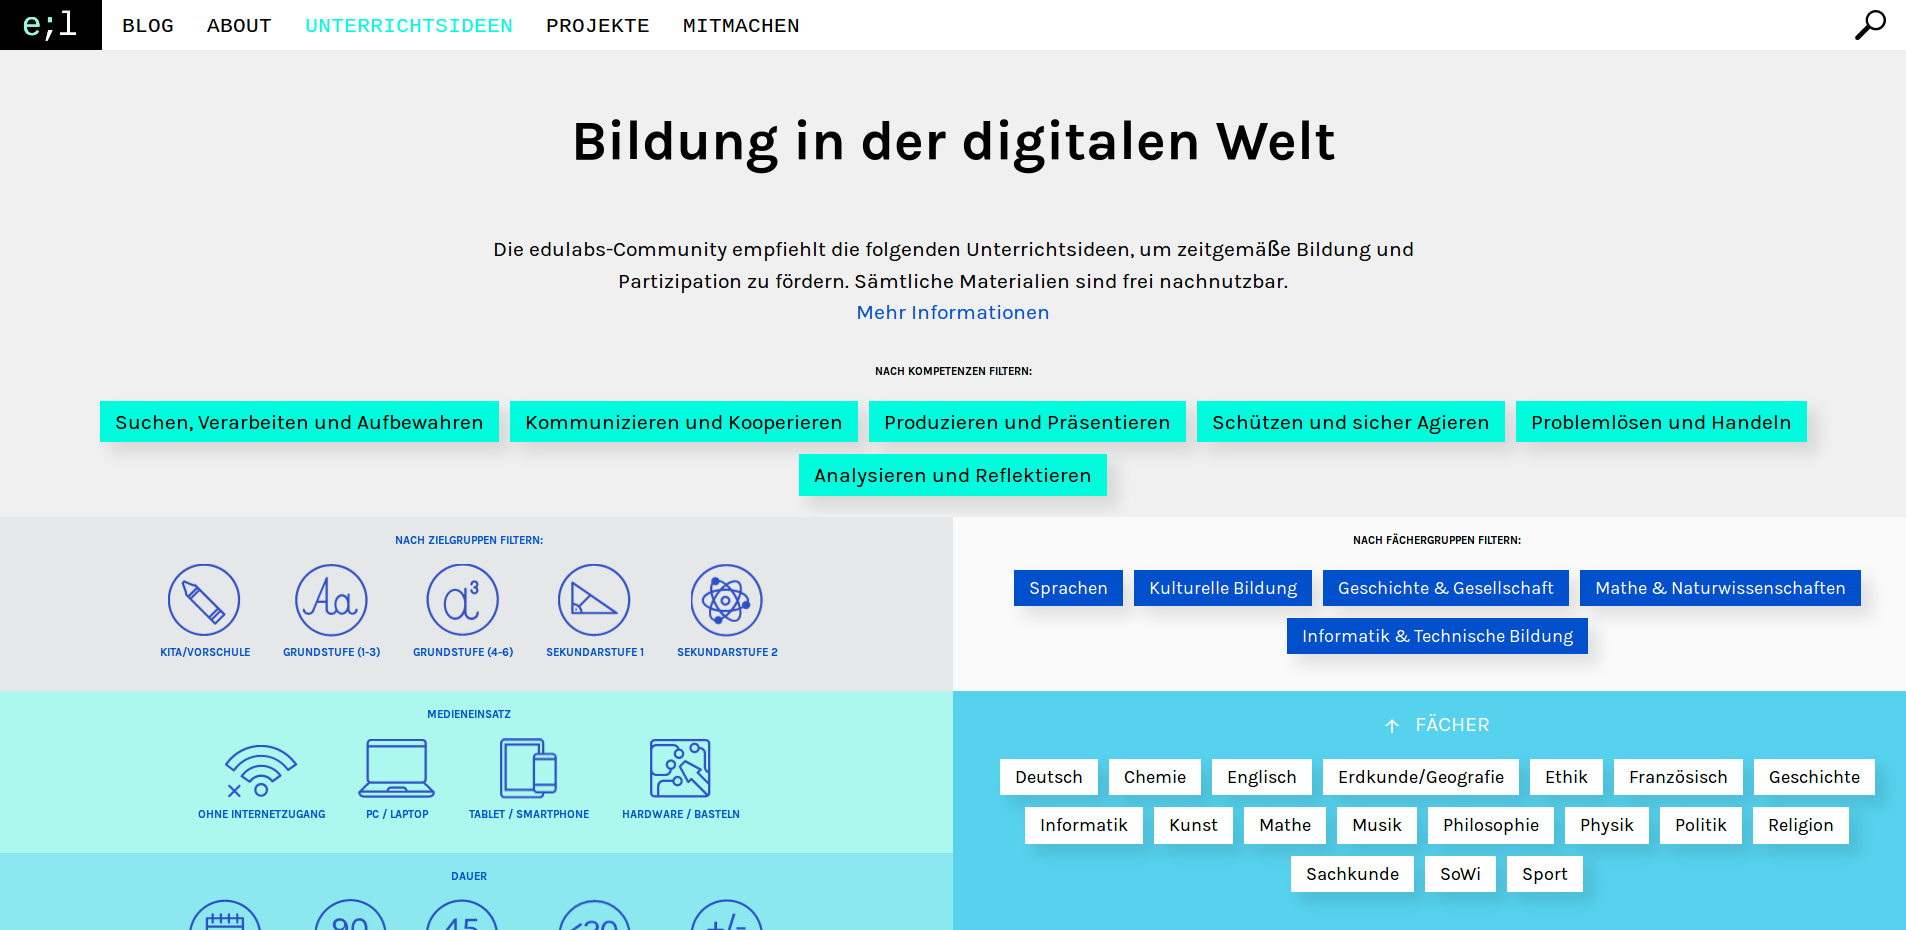 e;l BLOG ABOUT UNTERRICHTSIDEEN PROJEKTE MITMACHEN
Bildung in der digitalen Welt
Die edulabs-Community empfiehlt die folgenden Unterrichtsideen, um zeitgemäße Bildung und
Partizipation zu fördern. Sämtliche Materialien sind frei nachnutzbar.
Mehr Informationen
NACH KOMPETENZEN FILTERN:
Suchen, Verarbeiten und Aufbewahren Kommunizieren und Kooperieren Produzieren und Präsentieren Schützen und sicher Agieren Problemlösen und Handeln
Analysieren und Reflektieren
NACH ZIELGRUPPEN FILTERN:
Aa α³
KITA/VORSCHULE GRUNDSTUFE (1-3) GRUNDSTUFE (4-6) SEKUNDARSTUFE 1 SEKUNDARSTUFE 2
NACH FÄCHERGRUPPEN FILTERN:
Sprachen Kulturelle Bildung Geschichte & Gesellschaft Mathe & Naturwissenschaften
Informatik & Technische Bildung
MEDIENEINSATZ
OHNE INTERNETZUGANG PC / LAPTOP TABLET / SMARTPHONE HARDWARE / BASTELN
DAUER
90 45 <20 +/-
↑ FÄCHER
Deutsch Chemie Englisch Erdkunde/Geografie Ethik Französisch Geschichte
Informatik Kunst Mathe Musik Philosophie Physik Politik Religion
Sachkunde SoWi Sport